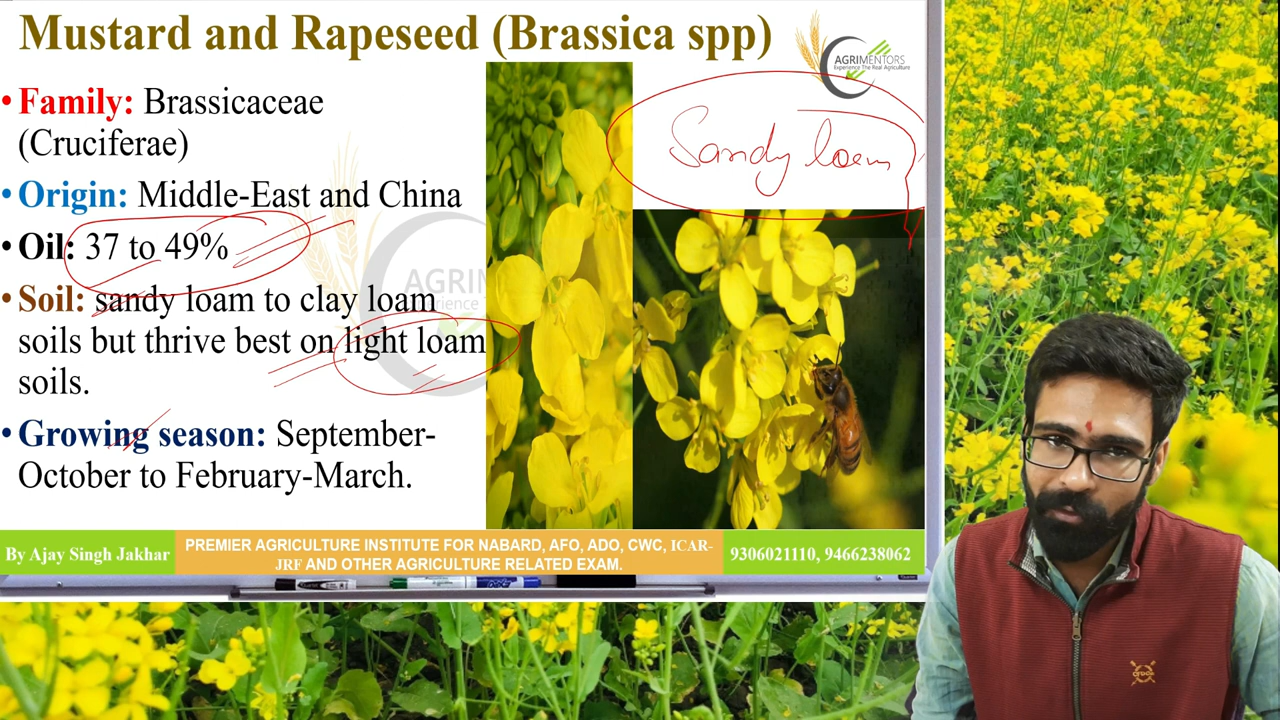 Mustard and Rapeseed (Brassica spp)
AGRIMENTORS
Experience The Real Agriculture
• Family: Brassicaceae
(Cruciferae)
• Origin: Middle-East and China
• Oil: 37 to 49%
• Soil: sandy loam to clay loam
soils but thrive best on light loam
soils.
• Growing season: September-
October to February-March.
Sandy loam
AGRI
rience T
By Ajay Singh Jakhar
PREMIER AGRICULTURE INSTITUTE FOR NABARD, AFO, ADO, CWC, ICAR-
JRF AND OTHER AGRICULTURE RELATED EXAM.
9306021110, 9466238062